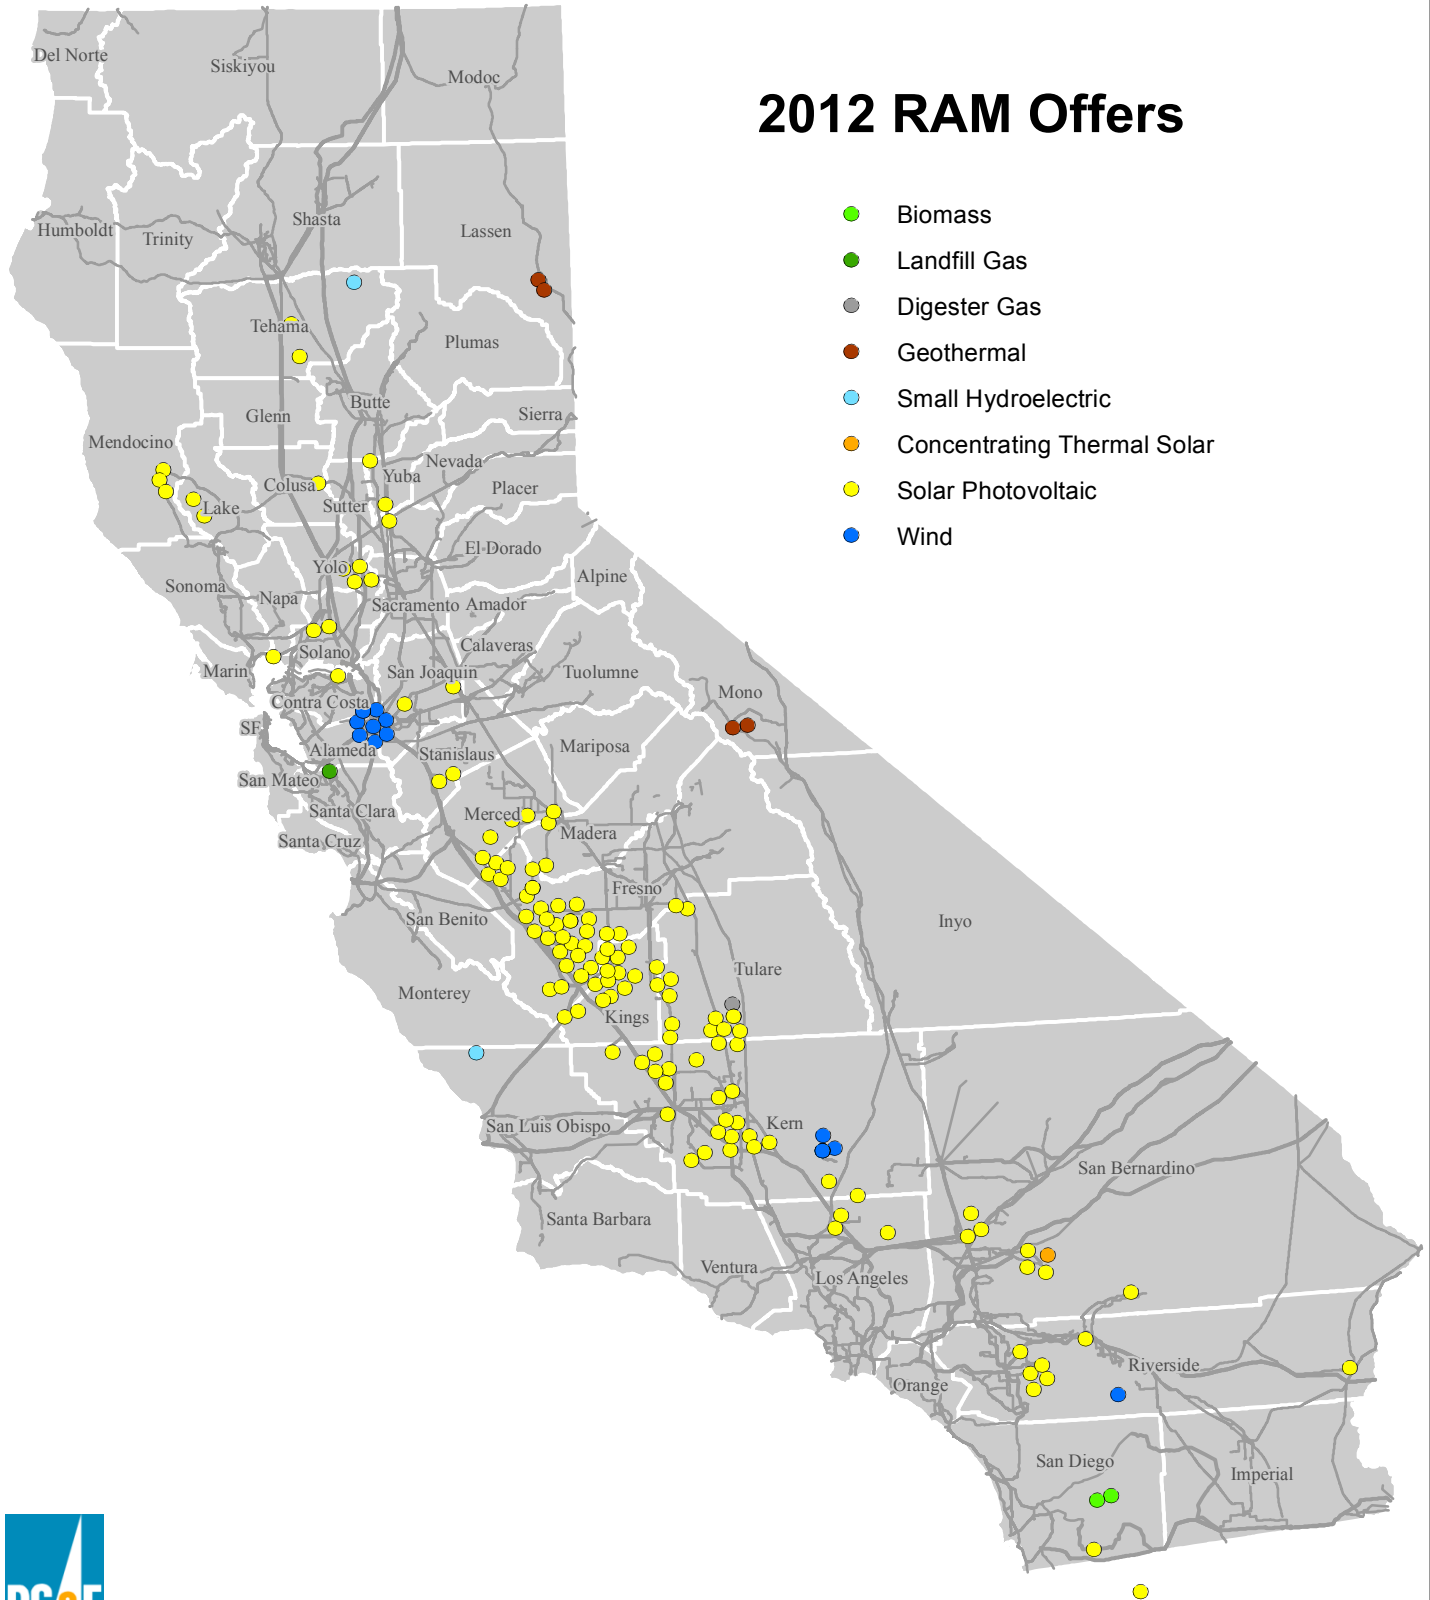 2012 RAM Offers
Biomass
Landfill Gas
Digester Gas
Geothermal
Small Hydroelectric
Concentrating Thermal Solar
Solar Photovoltaic
Wind
Del Norte
Siskiyou
Modoc
Humboldt
Trinity
Shasta
Lassen
Tehama
Plumas
Butte
Glenn
Sierra
Mendocino
Nevada
Yuba
Colusa
Placer
Lake
Sutter
El Dorado
Yolo
Alpine
Sonoma
Napa
Sacramento
Amador
Calaveras
Solano
Marin
San Joaquin
Tuolumne
Mono
Contra Costa
SF
Alameda
Stanislaus
Mariposa
San Mateo
Santa Clara
Merced
Madera
Santa Cruz
Fresno
San Benito
Inyo
Tulare
Monterey
Kings
San Luis Obispo
Kern
San Bernardino
Santa Barbara
Ventura
Los Angeles
Riverside
Orange
San Diego
Imperial
PG&E